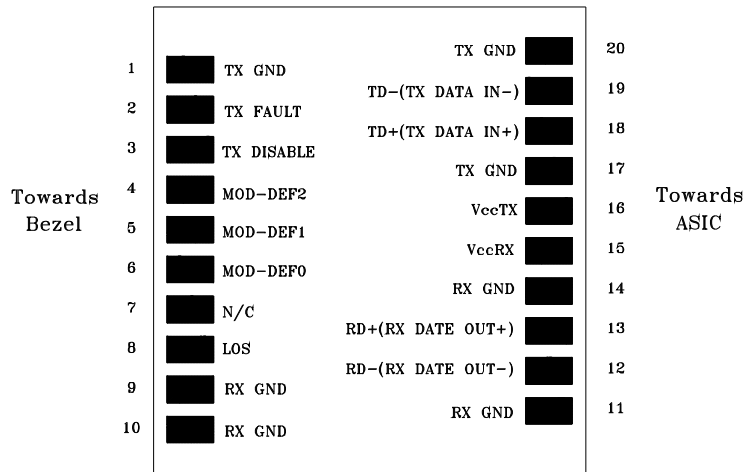 Towards
Bezel
1 TX GND
2 TX FAULT
3 TX DISABLE
4 MOD-DEF2
5 MOD-DEF1
6 MOD-DEF0
7 N/C
8 LOS
9 RX GND
10 RX GND
TX GND 20
TD-(TX DATA IN-) 19
TD+(TX DATA IN+) 18
TX GND 17
VccTX 16
VccRX 15
RX GND 14
RD+(RX DATE OUT+) 13
RD-(RX DATE OUT-) 12
RX GND 11
Towards
ASIC